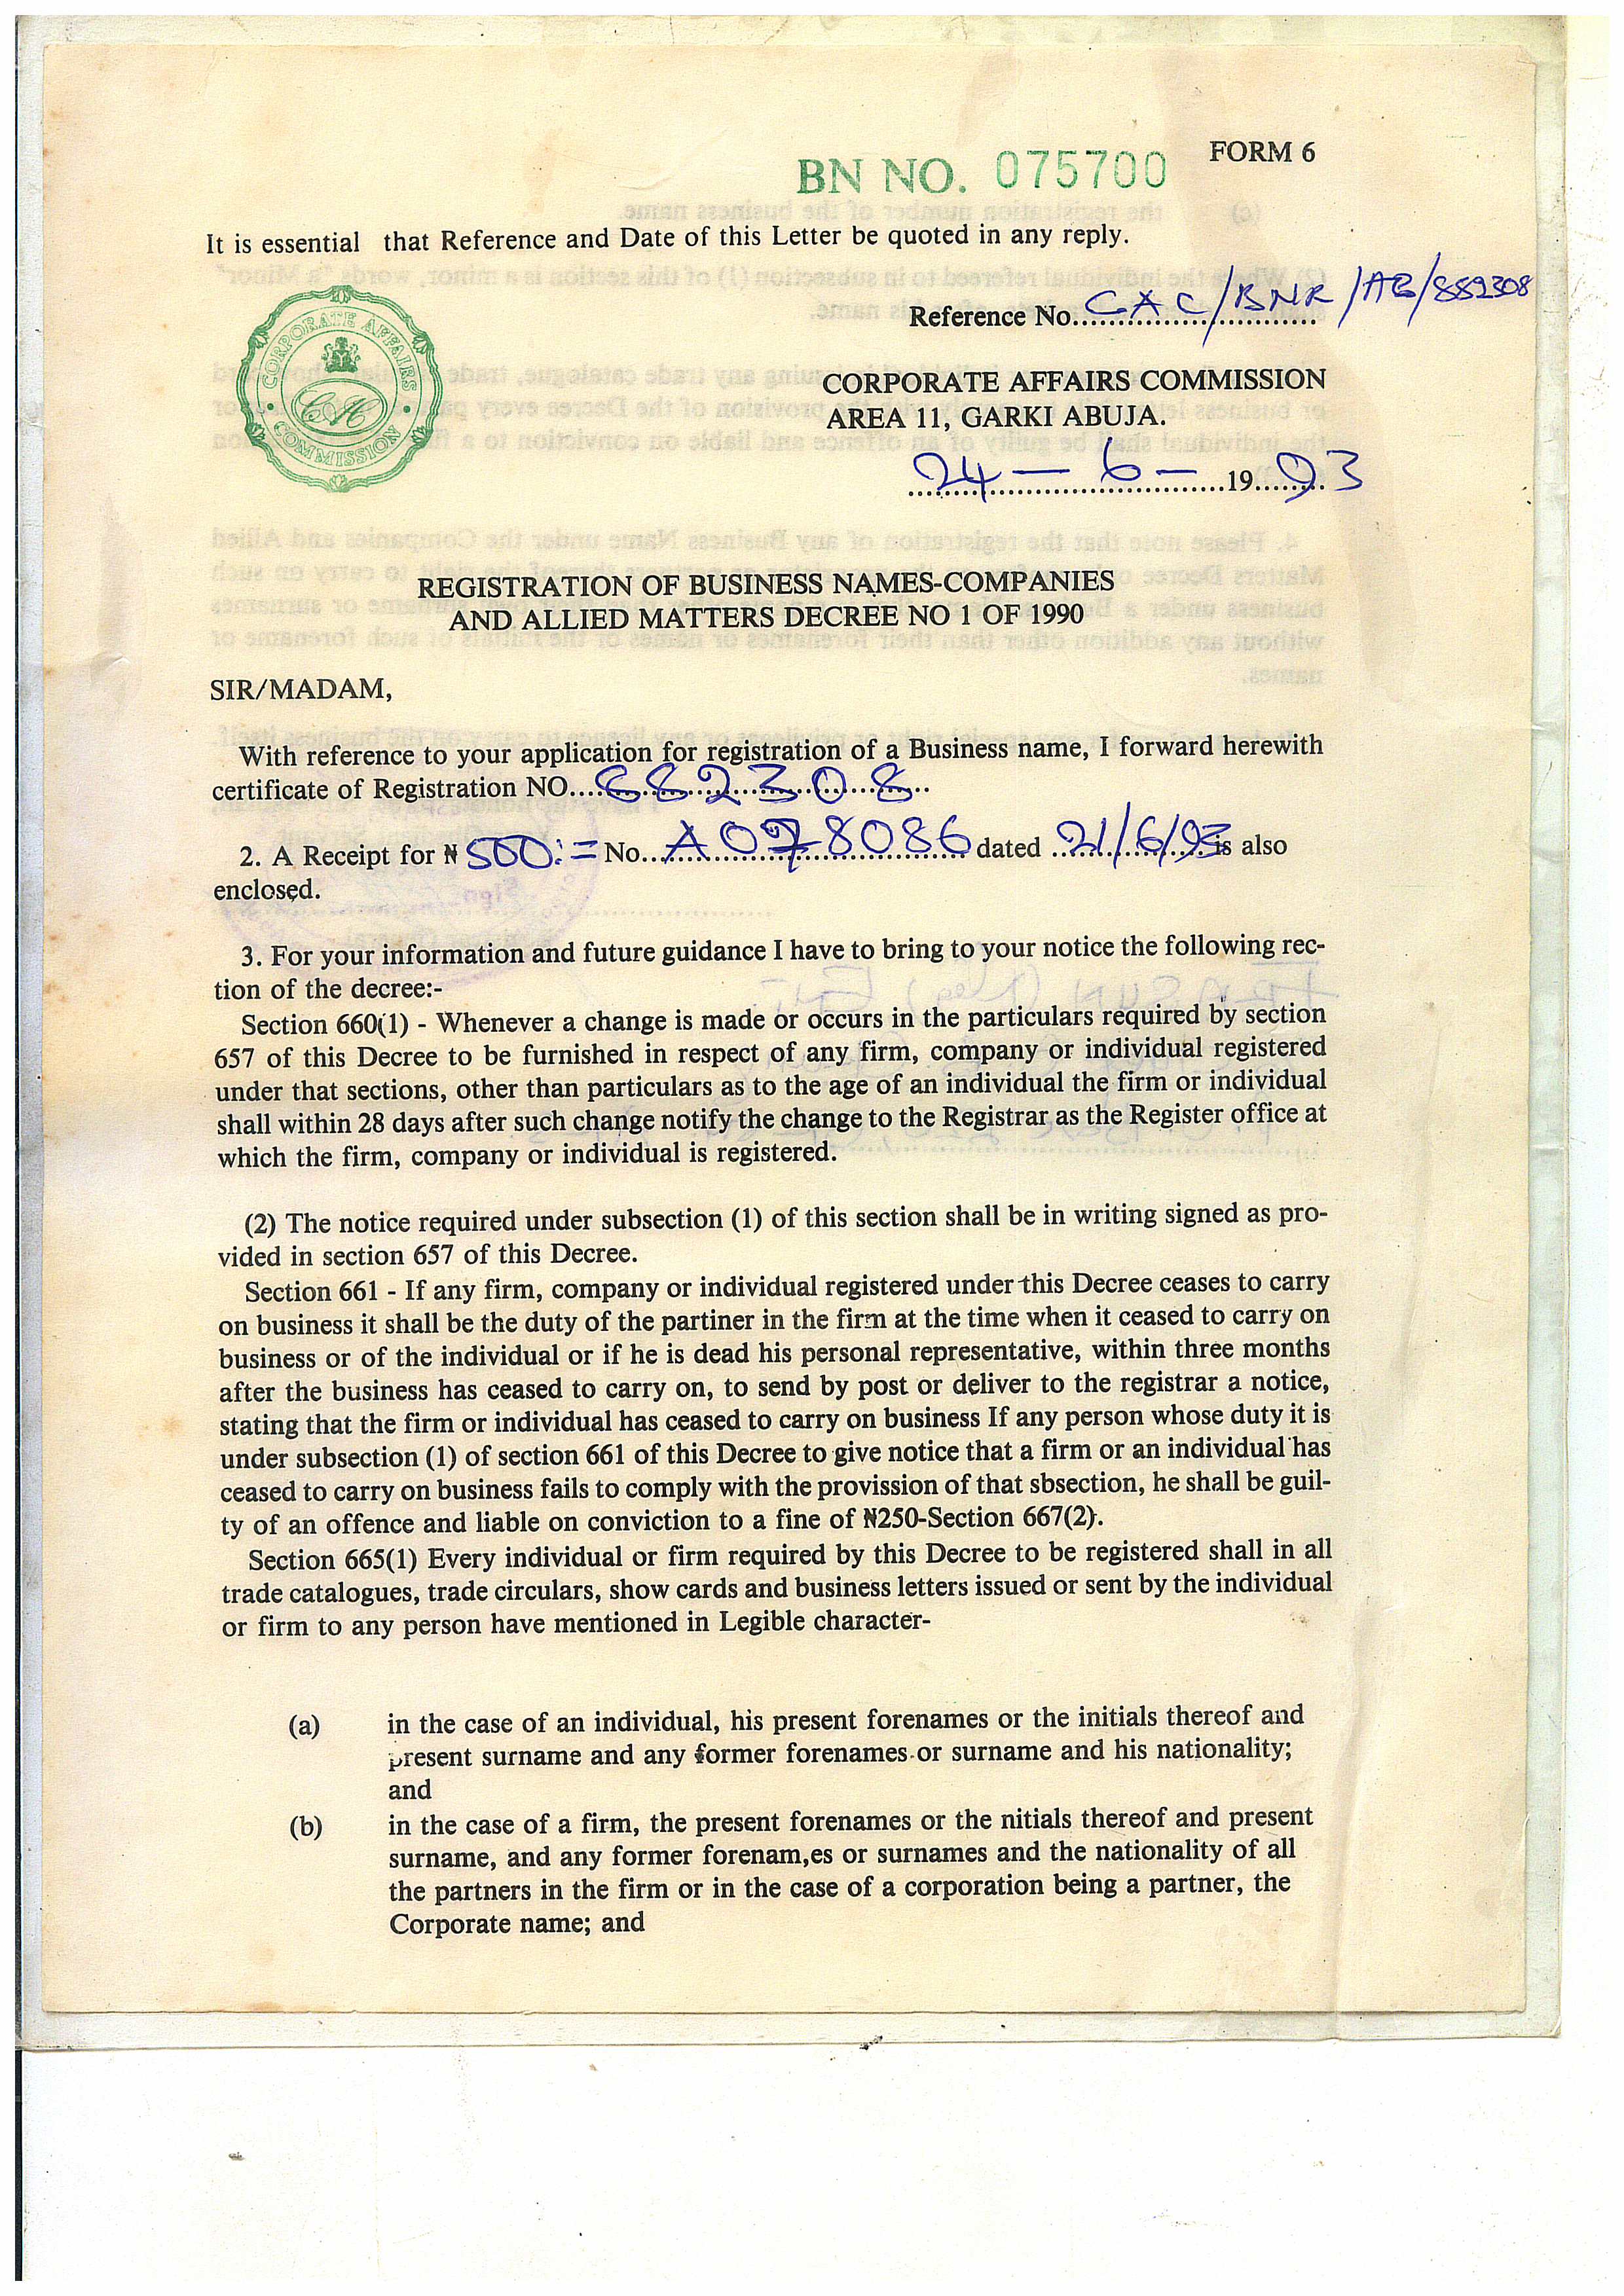 FORM 6
BN NO. 075700
It is essential that Reference and Date of this Letter be quoted in any reply.
Reference No. CAC/BNR/AB/882308
CORPORATE AFFAIRS COMMISSION
CORPORATE AFFAIRS COMMISSION
AREA 11, GARKI ABUJA.
24 - 6 - 1993
REGISTRATION OF BUSINESS NAMES-COMPANIES
AND ALLIED MATTERS DECREE NO 1 OF 1990
SIR/MADAM,
With reference to your application for registration of a Business name, I forward herewith
certificate of Registration NO. 882308
2. A Receipt for ₦ 500:= No. A078086 dated 21/6/93 is also
enclosed.
3. For your information and future guidance I have to bring to your notice the following rec-
tion of the decree:-
Section 660(1) - Whenever a change is made or occurs in the particulars required by section
657 of this Decree to be furnished in respect of any firm, company or individual registered
under that sections, other than particulars as to the age of an individual the firm or individual
shall within 28 days after such change notify the change to the Registrar as the Register office at
which the firm, company or individual is registered.
(2) The notice required under subsection (1) of this section shall be in writing signed as pro-
vided in section 657 of this Decree.
Section 661 - If any firm, company or individual registered under this Decree ceases to carry
on business it shall be the duty of the partiner in the firm at the time when it ceased to carry on
business or of the individual or if he is dead his personal representative, within three months
after the business has ceased to carry on, to send by post or deliver to the registrar a notice,
stating that the firm or individual has ceased to carry on business If any person whose duty it is
under subsection (1) of section 661 of this Decree to give notice that a firm or an individual has
ceased to carry on business fails to comply with the provission of that sbsection, he shall be guil-
ty of an offence and liable on conviction to a fine of ₦250-Section 667(2).
Section 665(1) Every individual or firm required by this Decree to be registered shall in all
trade catalogues, trade circulars, show cards and business letters issued or sent by the individual
or firm to any person have mentioned in Legible character-
(a) in the case of an individual, his present forenames or the initials thereof and
present surname and any former forenames or surname and his nationality;
and
(b) in the case of a firm, the present forenames or the nitials thereof and present
surname, and any former forenam,es or surnames and the nationality of all
the partners in the firm or in the case of a corporation being a partner, the
Corporate name; and